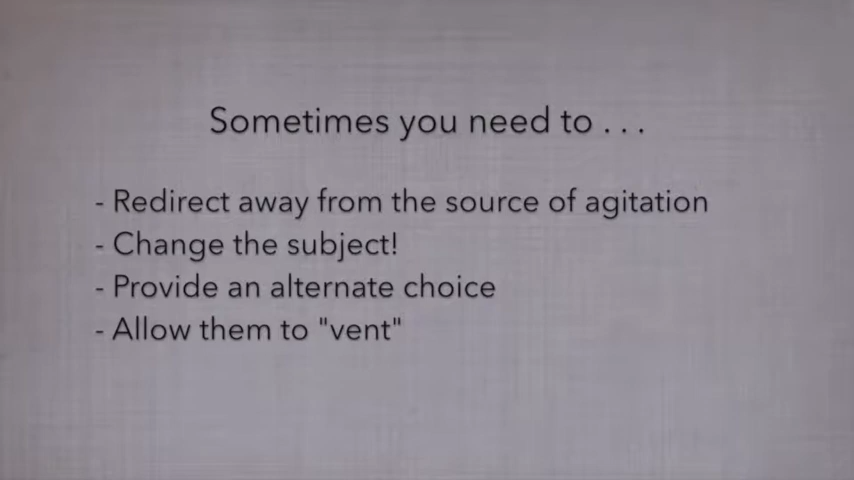 Sometimes you need to . . .
- Redirect away from the source of agitation
- Change the subject!
- Provide an alternate choice
- Allow them to "vent"